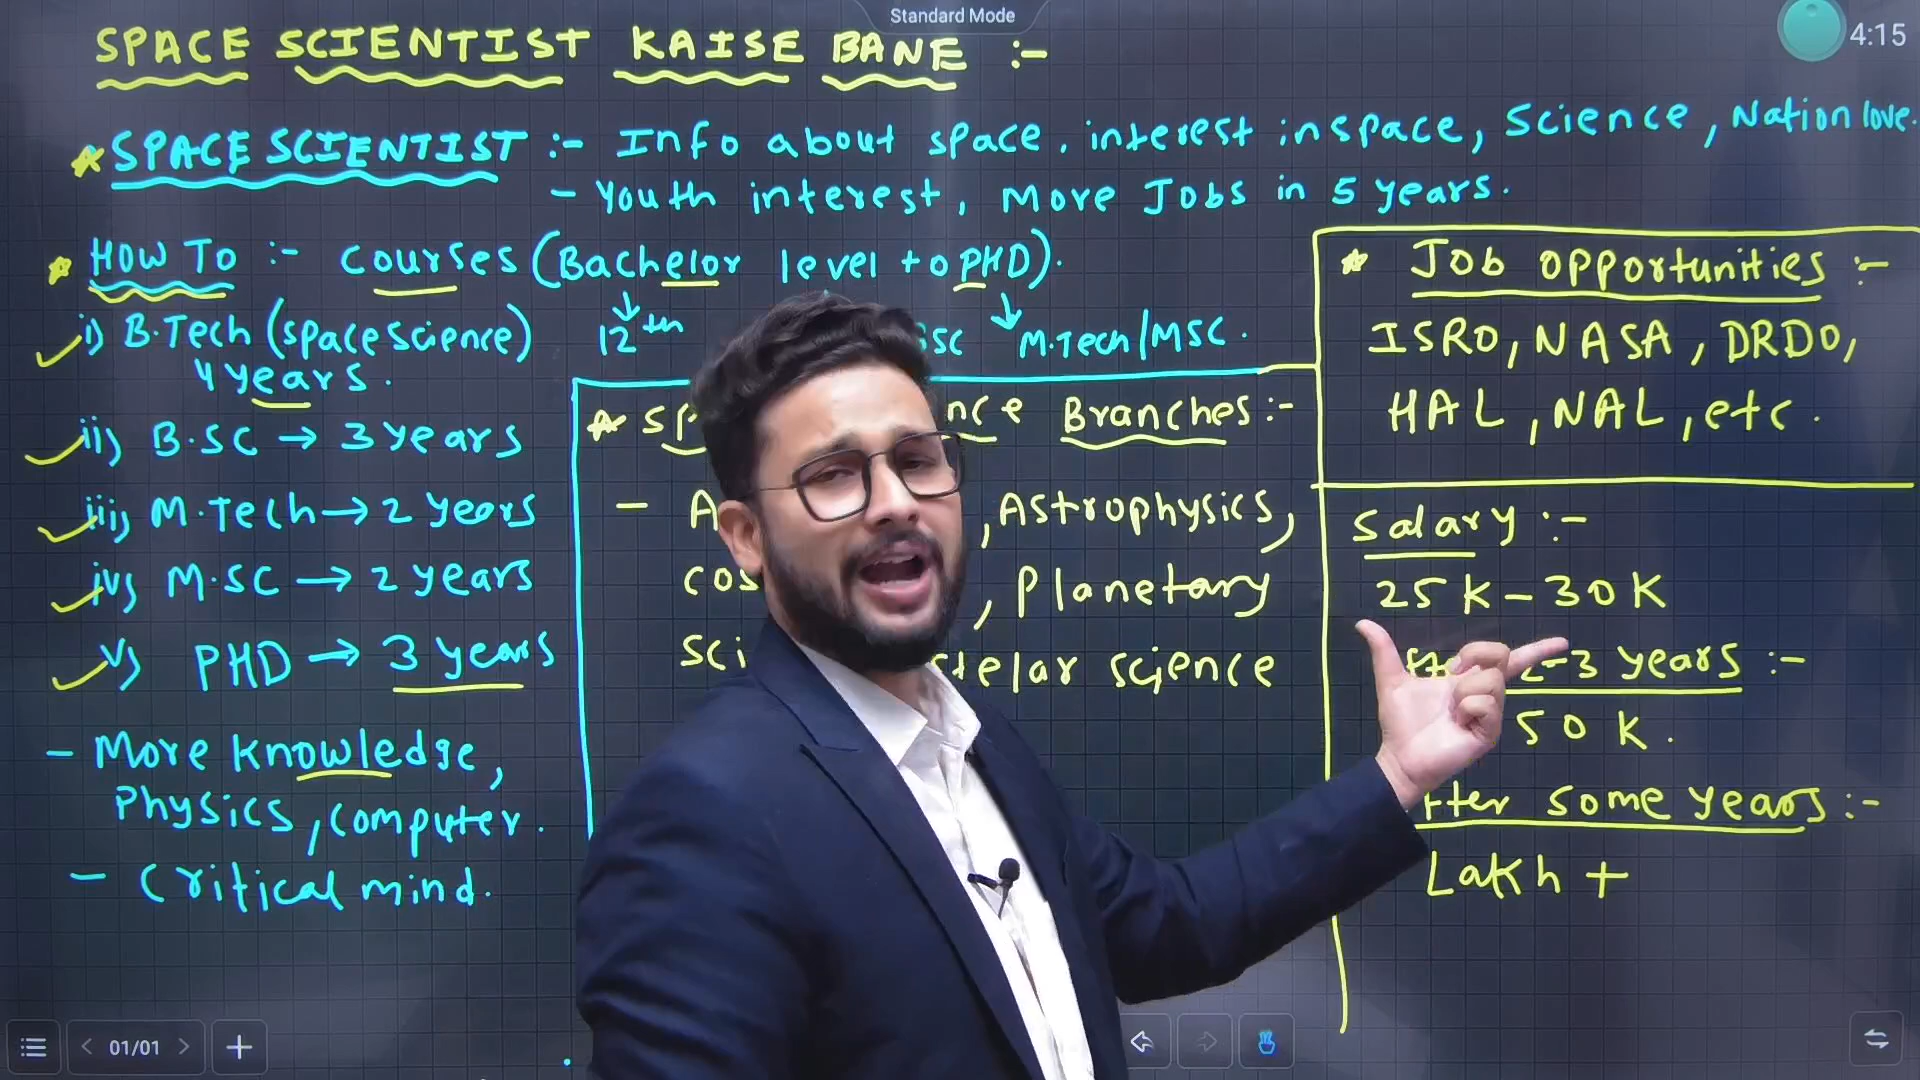 Standard Mode
4:15
SPACE SCIENTIST KAISE BANE :-
SPACE SCIENTIST :- Info about space, interest in space, Science, Nation love.
- Youth interest, More Jobs in 5 years.
HOW TO :- Courses (Bachelor level to PHD).
12th SC M.Tech/MSC.
i) B.Tech (space science)
4 years.
ii) B.SC → 3 years
iii) M.Tech → 2 years
iv) M.SC → 2 years
v) PHD → 3 years
- More knowledge,
Physics, computer.
- Critical mind.
Branches :-
- , Astrophysics,
, Planetary
science
Job opportunities :-
ISRO, NASA, DRDO,
HAL, NAL, etc.
Salary :-
25K - 30K
2-3 years :-
50K.
some years :-
Lakh +
01/01